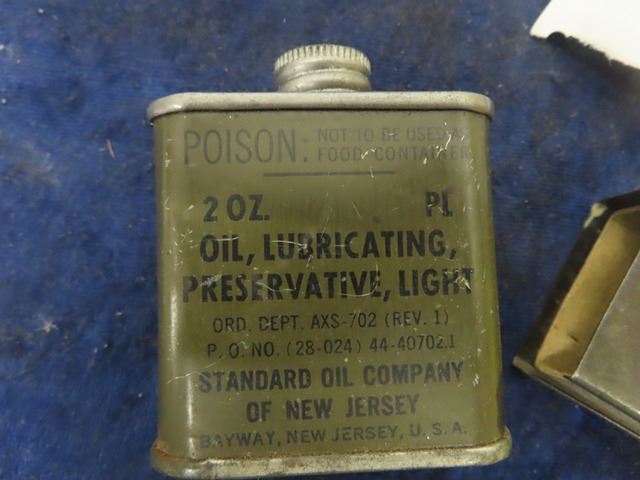 POISON: NOT TO BE USED AS
FOOD CONTAINER
2 OZ. PL
OIL, LUBRICATING,
PRESERVATIVE, LIGHT
ORD. DEPT. AXS-702 (REV. 1)
P. O. NO. (28-024) 44-40702.1
STANDARD OIL COMPANY
OF NEW JERSEY
BAYWAY, NEW JERSEY, U. S. A.